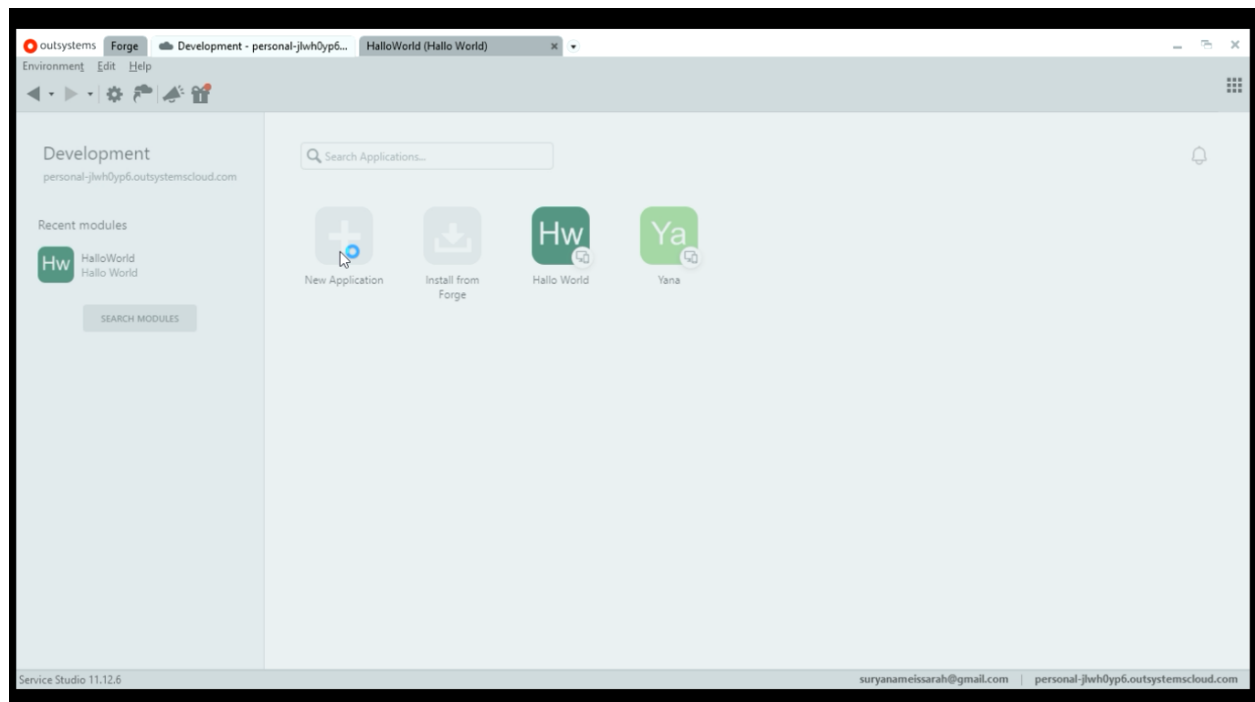 outsystems Forge Development - personal-jlwh0yp6... HalloWorld (Hallo World)
Environment Edit Help
Development
personal-jlwh0yp6.outsystemscloud.com
Recent modules
Hw
HalloWorld
Hallo World
SEARCH MODULES
Search Applications...
Hw Ya
New Application Install from Forge Hallo World Yana
Service Studio 11.12.6
suryanameissarah@gmail.com personal-jlwh0yp6.outsystemscloud.com